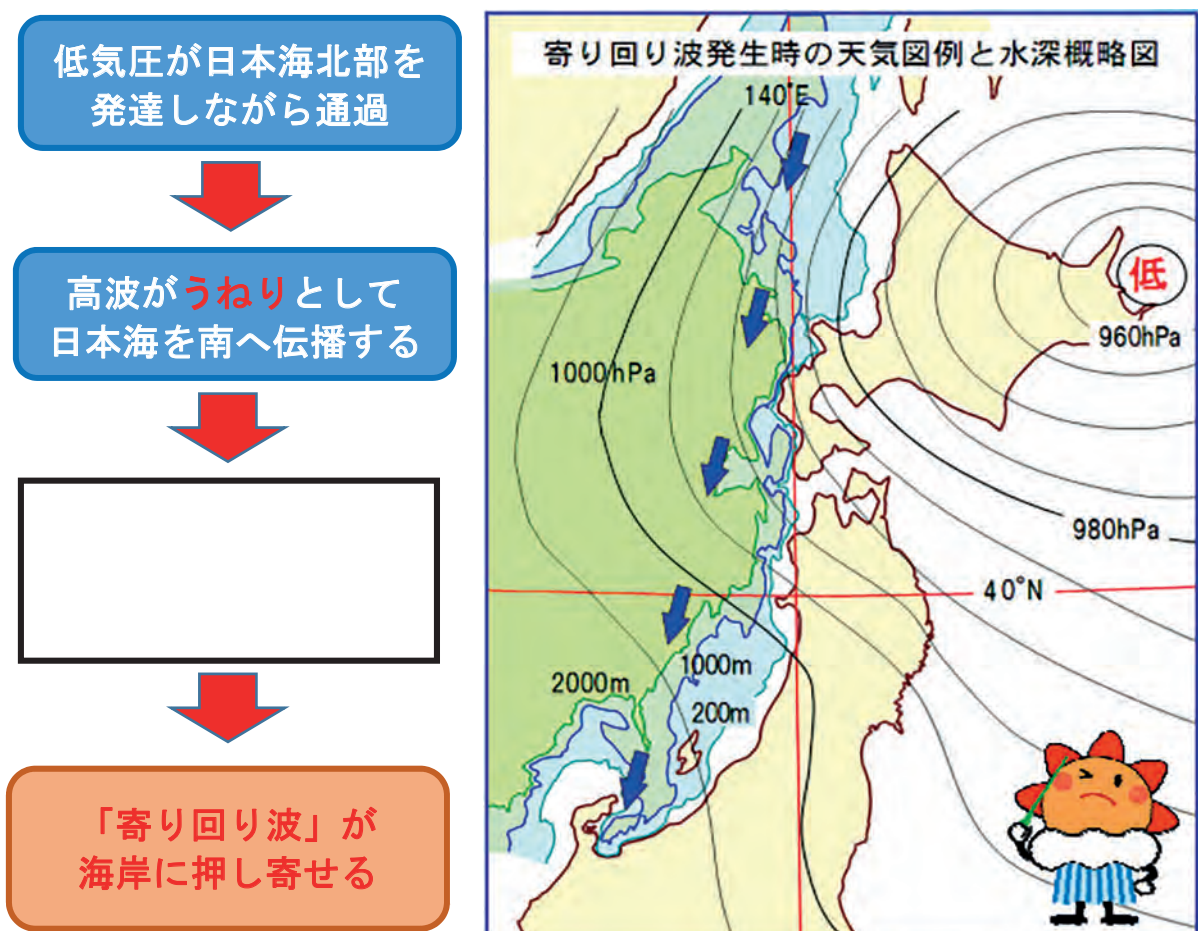 低気圧が日本海北部を
発達しながら通過
高波がうねりとして
日本海を南へ伝播する
「寄り回り波」が
海岸に押し寄せる
寄り回り波発生時の天気図例と水深概略図
140°E
低
960hPa
1000hPa
980hPa
40°N
1000m
2000m
200m